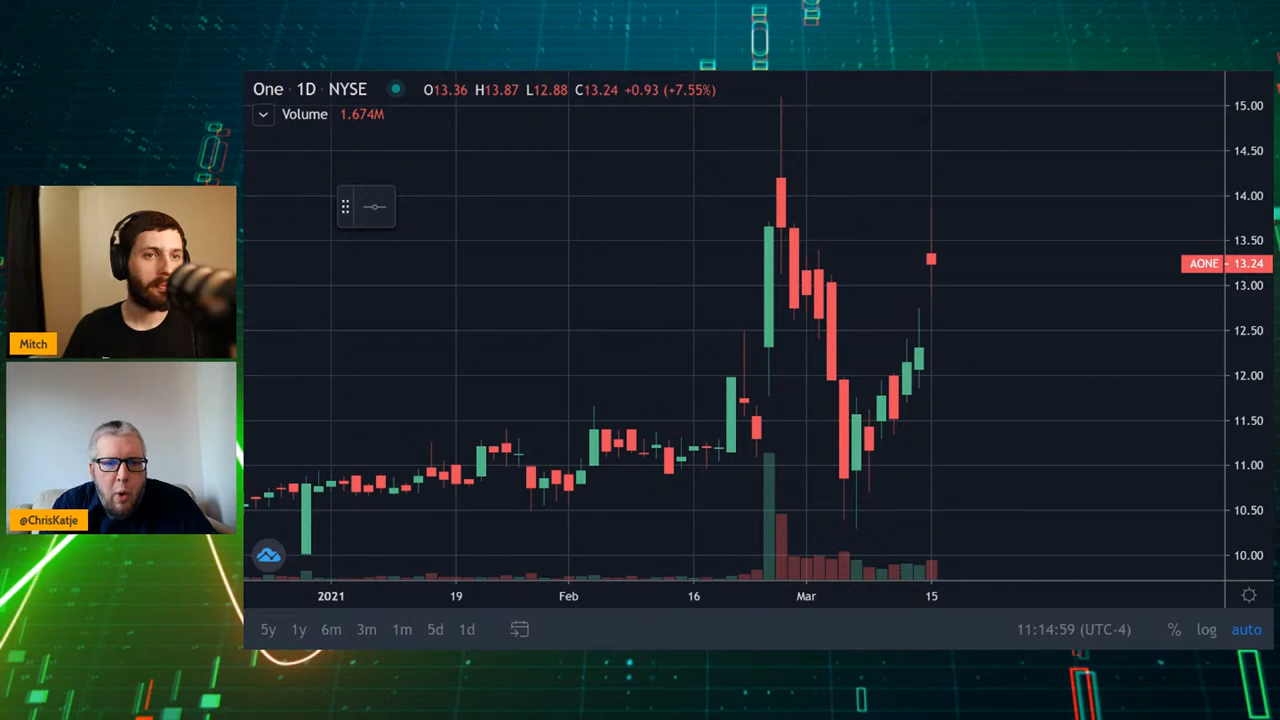 One · 1D · NYSE O13.36 H13.87 L12.88 C13.24 +0.93 (+7.55%)
Volume 1.674M
15.00
14.50
14.00
13.50
AONE 13.24
13.00
12.50
12.00
11.50
11.00
10.50
10.00
Mitch
@ChrisKatje
2021 19 Feb 16 Mar 15
5y 1y 6m 3m 1m 5d 1d 11:14:59 (UTC-4) % log auto